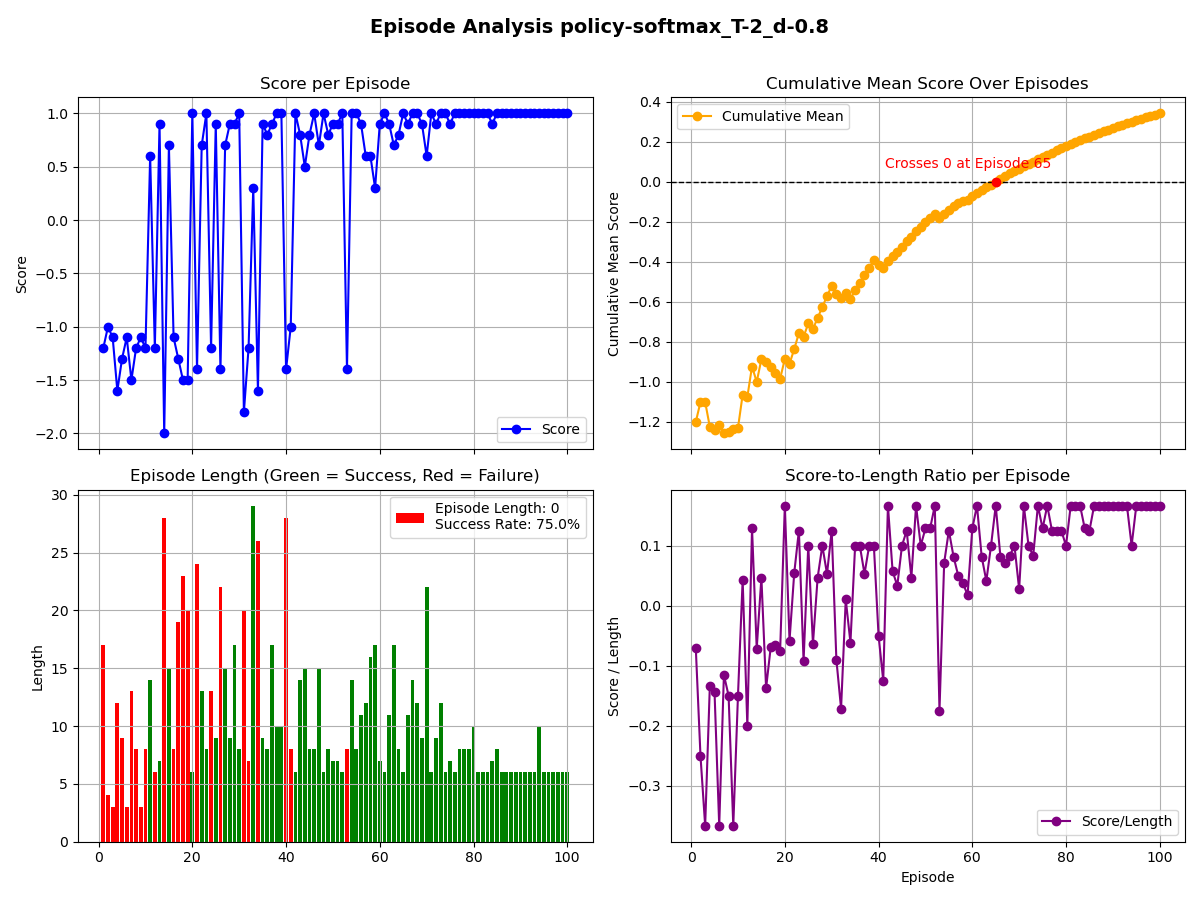 Episode Analysis policy-softmax_T-2_d-0.8
Score per Episode
1.0
0.5
0.0
−0.5
−1.0
−1.5
−2.0
Score
Score
Cumulative Mean Score Over Episodes
0.4
0.2
0.0
−0.2
−0.4
−0.6
−0.8
−1.0
−1.2
Cumulative Mean Score
Cumulative Mean
Crosses 0 at Episode 65
Episode Length (Green = Success, Red = Failure)
30
25
20
15
10
5
0
Length
Episode Length: 0
Success Rate: 75.0%
0
20
40
60
80
100
Score-to-Length Ratio per Episode
0.1
0.0
−0.1
−0.2
−0.3
Score / Length
Score/Length
0
20
40
60
80
100
Episode